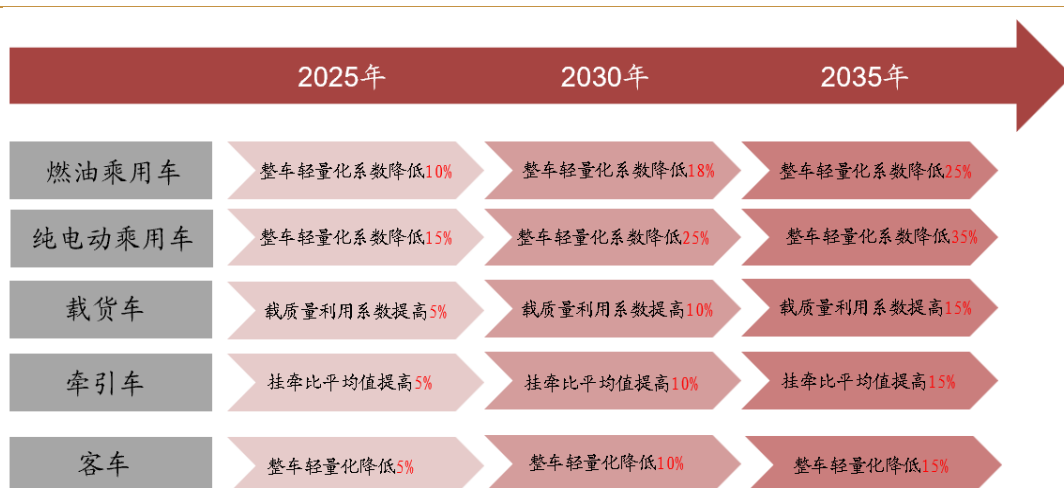 2025年 2030年 2035年
燃油乘用车 整车轻量化系数降低10% 整车轻量化系数降低18% 整车轻量化系数降低25%
纯电动乘用车 整车轻量化系数降低15% 整车轻量化系数降低25% 整车轻量化系数降低35%
载货车 载质量利用系数提高5% 载质量利用系数提高10% 载质量利用系数提高15%
牵引车 挂牵比平均值提高5% 挂牵比平均值提高10% 挂牵比平均值提高15%
客车 整车轻量化降低5% 整车轻量化降低10% 整车轻量化降低15%